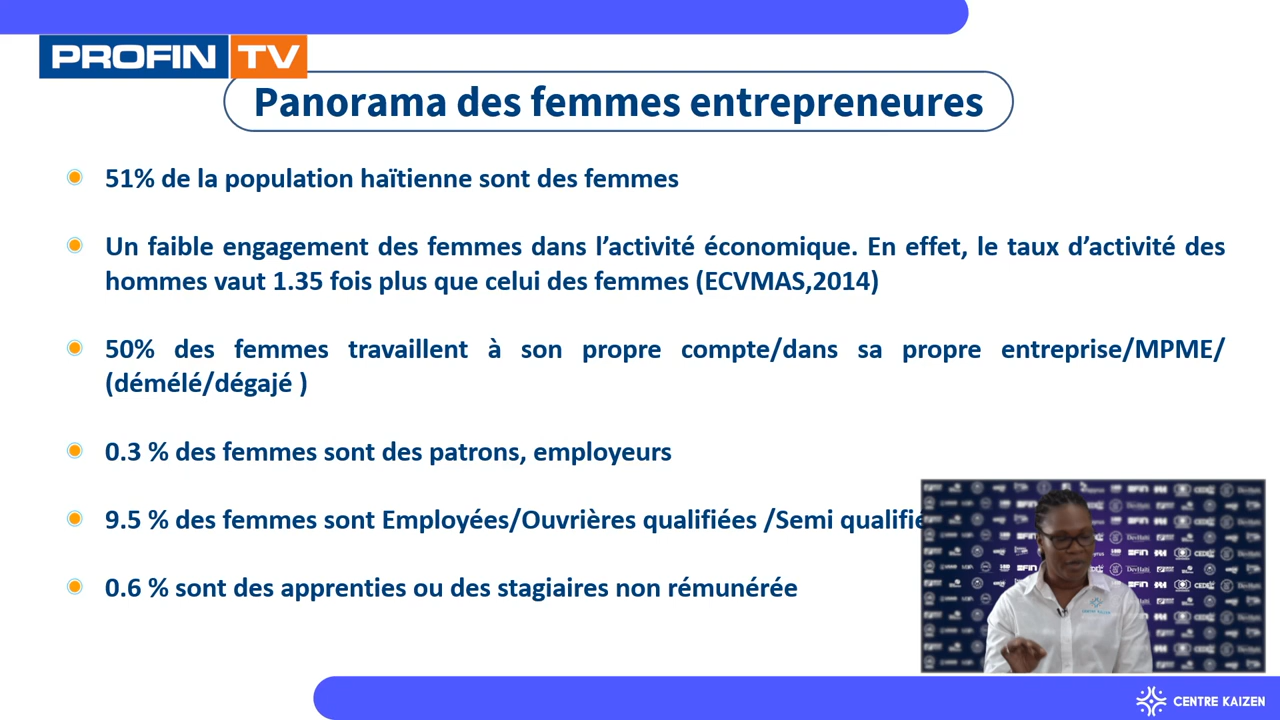 PROFIN TV
Panorama des femmes entrepreneures
51% de la population haïtienne sont des femmes
Un faible engagement des femmes dans l’activité économique. En effet, le taux d’activité des
hommes vaut 1.35 fois plus que celui des femmes (ECVMAS,2014)
50% des femmes travaillent à son propre compte/dans sa propre entreprise/MPME/
(démélé/dégajé )
0.3 % des femmes sont des patrons, employeurs
9.5 % des femmes sont Employées/Ouvrières qualifiées /Semi qualifié
0.6 % sont des apprenties ou des stagiaires non rémunérée
CENTRE KAIZEN